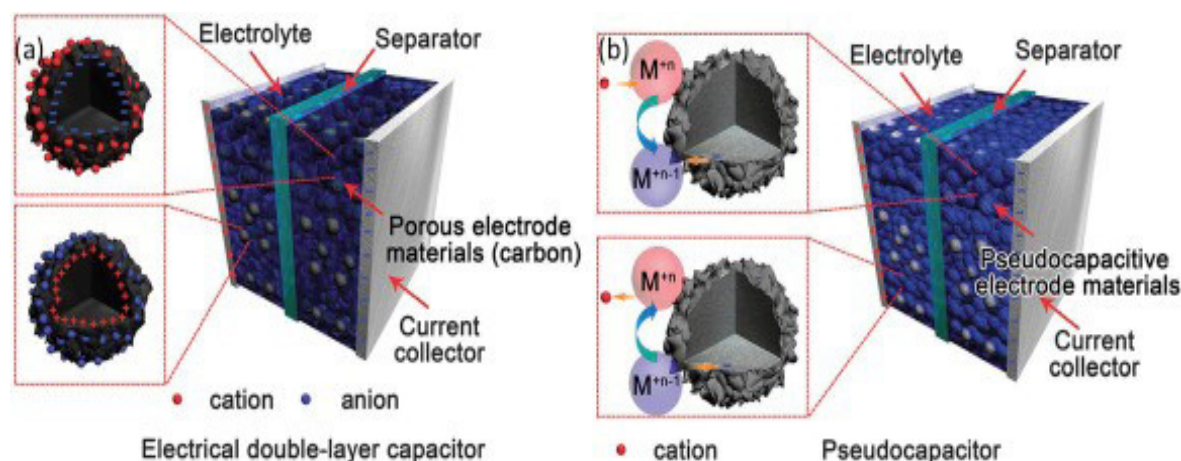 (a)
Electrolyte
Separator
Porous electrode
materials (carbon)
Current
collector
cation
anion
Electrical double-layer capacitor
(b)
M+n
M+n-1
Electrolyte
Separator
M+n
M+n-1
Pseudocapacitive
electrode materials
Current
collector
cation
Pseudocapacitor